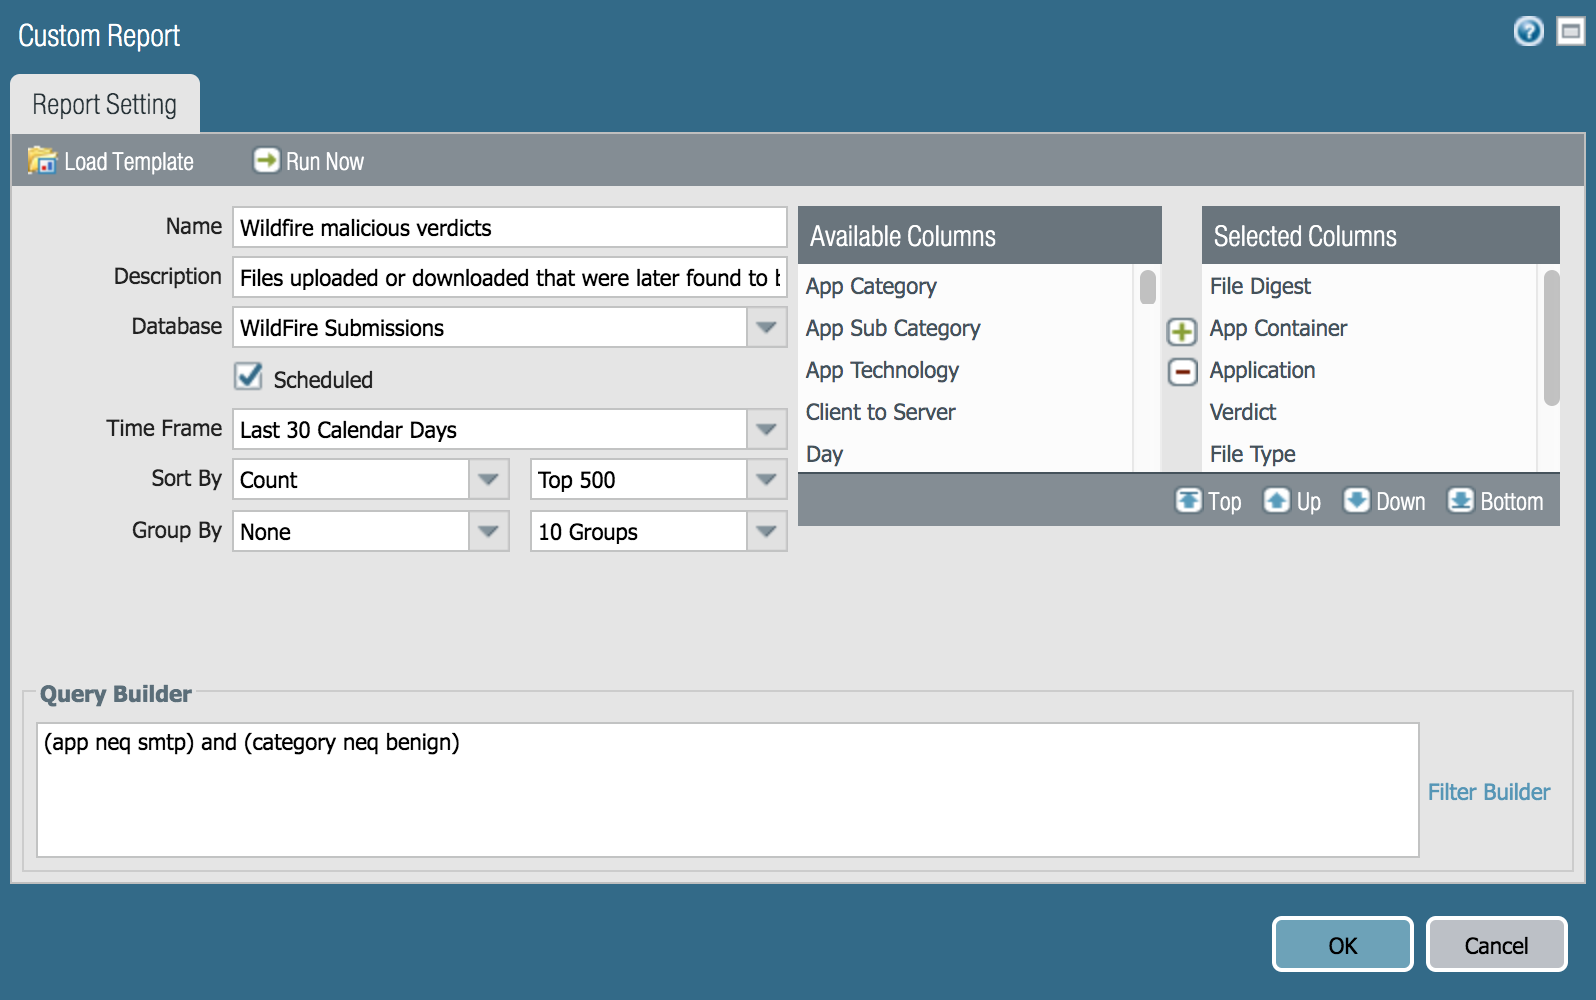 Custom Report
Report Setting
Load Template
Run Now
Name
Wildfire malicious verdicts
Description
Files uploaded or downloaded that were later found to
Database
WildFire Submissions
Scheduled
Time Frame
Last 30 Calendar Days
Sort By
Count
Top 500
Group By
None
10 Groups
Available Columns
App Category
App Sub Category
App Technology
Client to Server
Day
Selected Columns
File Digest
App Container
Application
Verdict
File Type
Top
Up
Down
Bottom
Query Builder
(app neq smtp) and (category neq benign)
Filter Builder
OK
Cancel